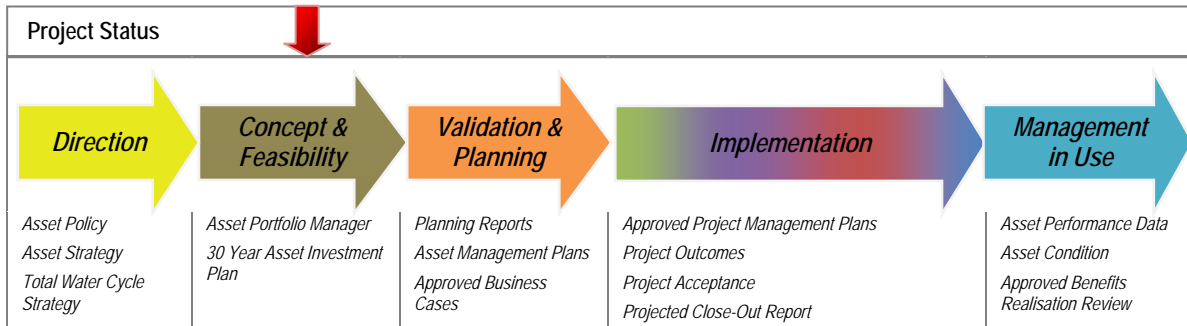 Project Status
Direction
Concept &
Feasibility
Validation &
Planning
Implementation
Management
in Use
Asset Policy
Asset Strategy
Total Water Cycle
Strategy
Asset Portfolio Manager
30 Year Asset Investment
Plan
Planning Reports
Asset Management Plans
Approved Business
Cases
Approved Project Management Plans
Project Outcomes
Project Acceptance
Projected Close-Out Report
Asset Performance Data
Asset Condition
Approved Benefits
Realisation Review